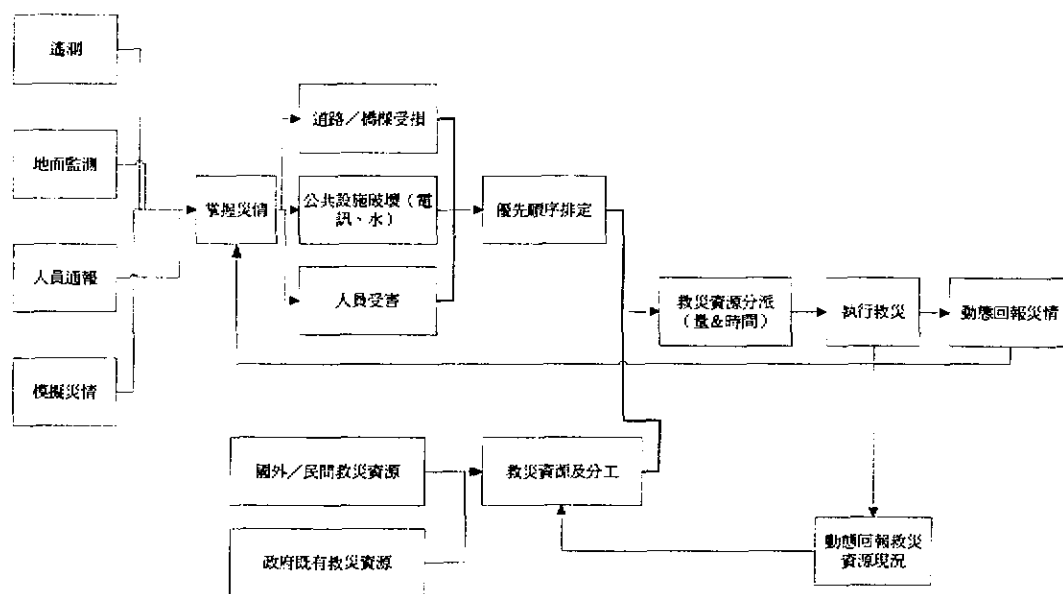 遙測
地面監測
人員通報
模擬災情
掌握災情
道路／橋樑受損
公共設施破壞（電
訊、水）
人員受害
優先順序排定
救災資源分派
（量&時間）
執行救災
動態回報災情
國外／民間救災資源
政府既有救災資源
救災資源及分工
動態回報救災
資源現況